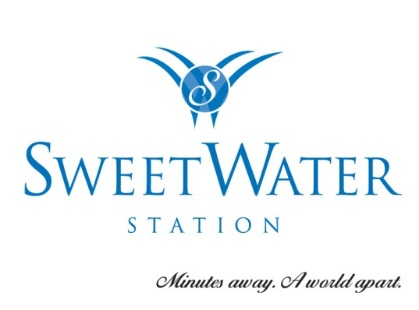 S
SWEETWATER
STATION
Minutes away. A world apart.